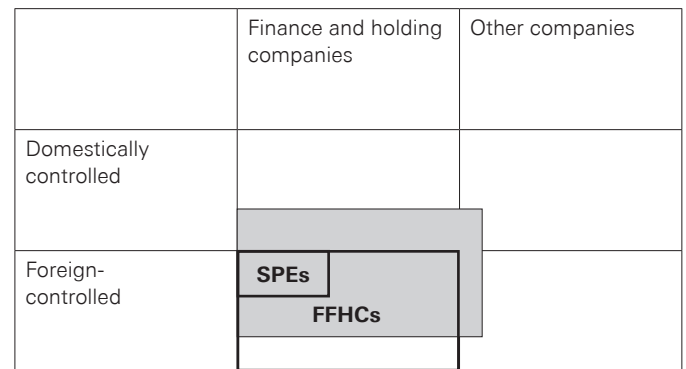 Finance and holding
companies
Other companies
Domestically
controlled
Foreign-
controlled
SPEs
FFHCs